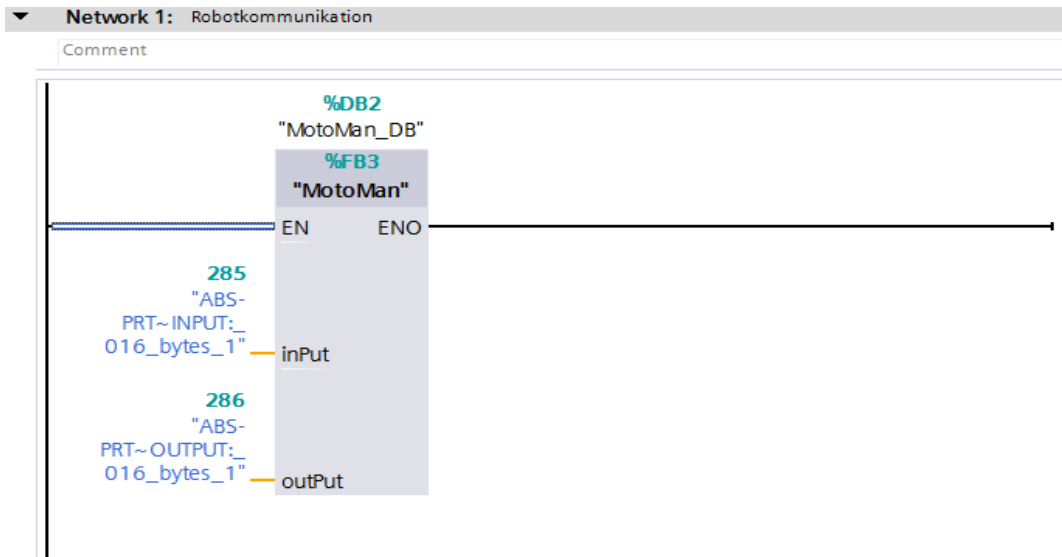 Network 1: Robotkommunikation
Comment
%DB2
"MotoMan_DB"
%FB3
"MotoMan"
EN ENO
285
"ABS-
PRT~INPUT:_
016_bytes_1"
inPut
286
"ABS-
PRT~OUTPUT:_
016_bytes_1"
outPut